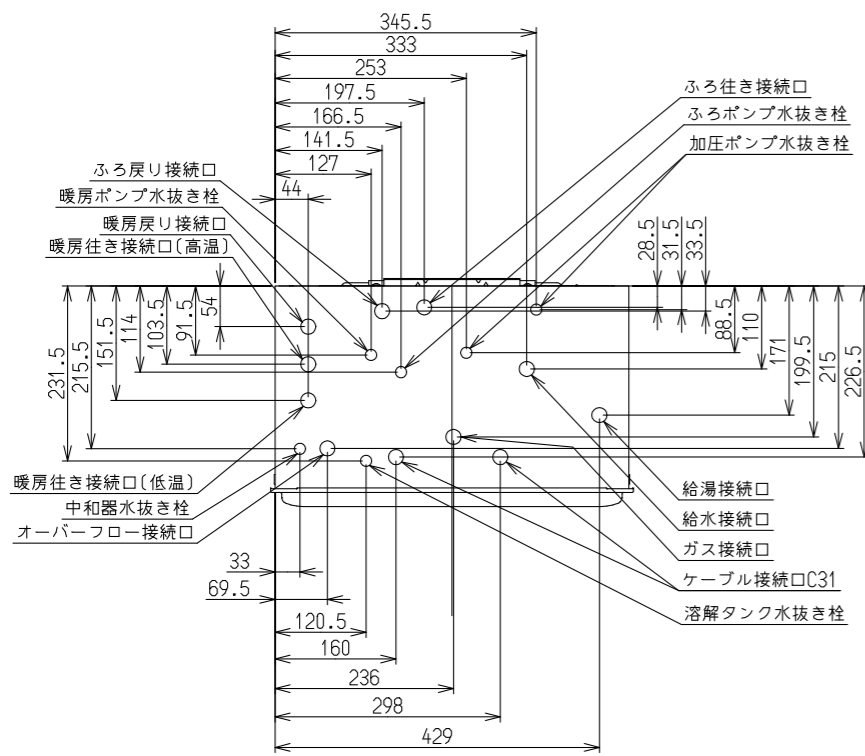 345.5
333
253
197.5
166.5
141.5
127
44
ふろ往き接続口
ふろポンプ水抜き栓
加圧ポンプ水抜き栓
ふろ戻り接続口
暖房ポンプ水抜き栓
暖房戻り接続口
暖房往き接続口(高温)
28.5
31.5
33.5
231.5
215.5
151.5
114
103.5
91.5
54
88.5
110
171
199.5
215
226.5
暖房往き接続口(低温)
中和器水抜き栓
オーバーフロー接続口
給湯接続口
給水接続口
ガス接続口
ケーブル接続口C31
溶解タンク水抜き栓
33
69.5
120.5
160
236
298
429